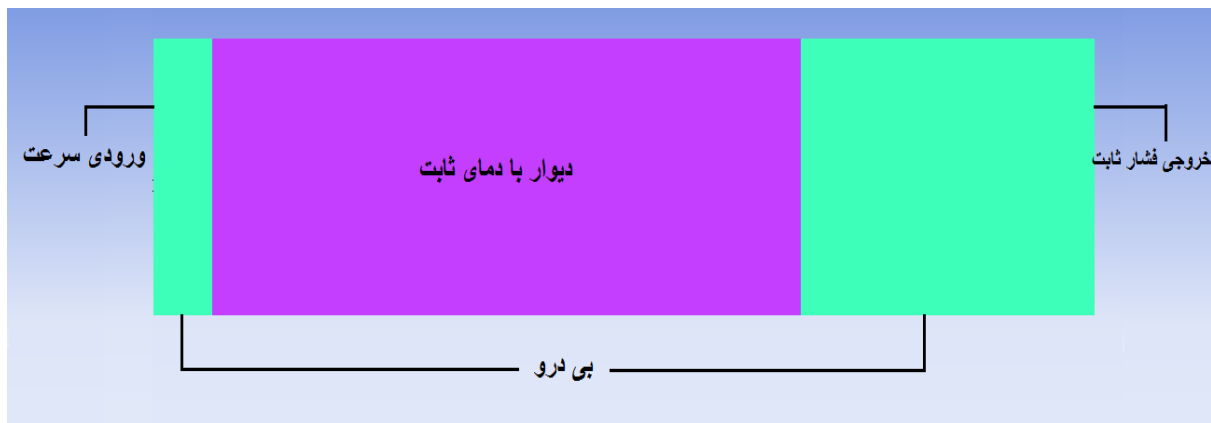 ورودی سرعت
دیوار با دمای ثابت
خروجی فشار ثابت
بی درو